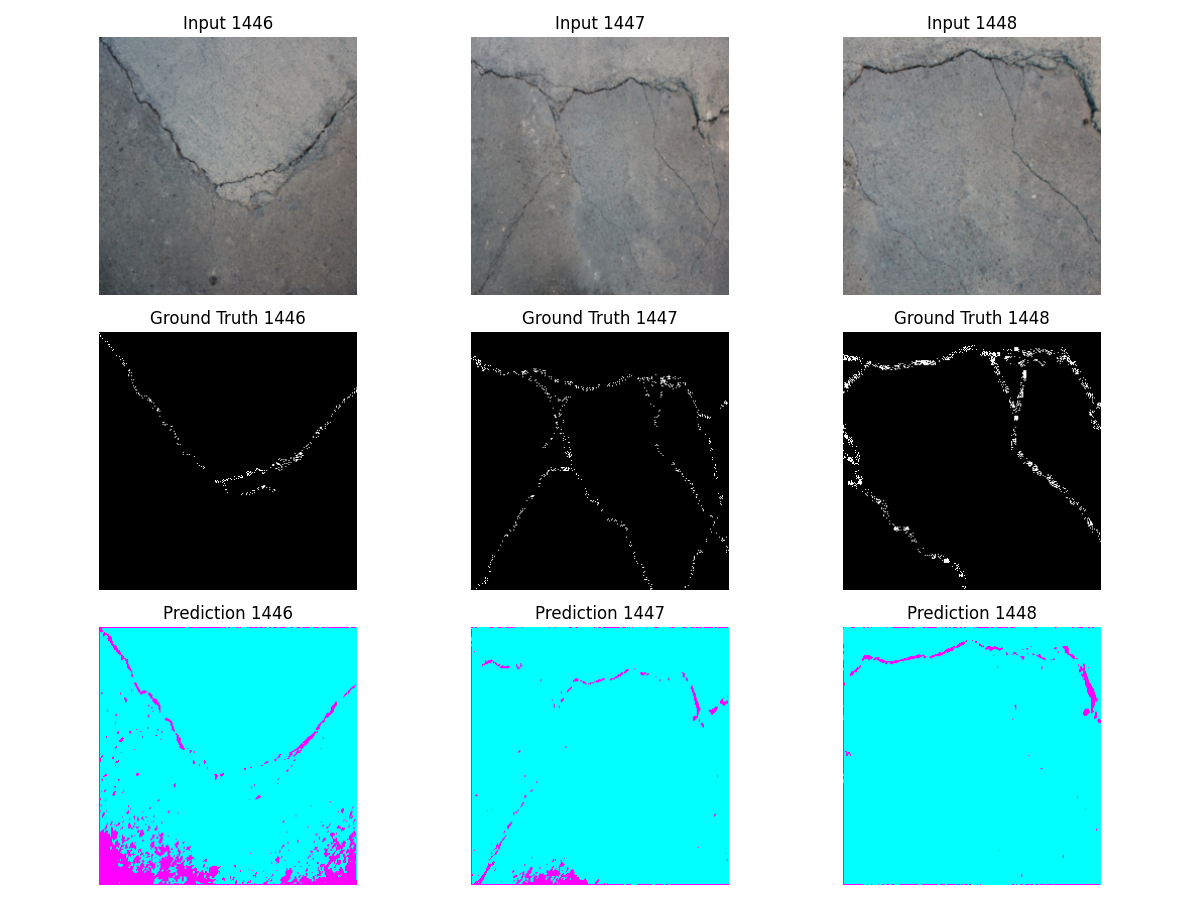 Input 1446
Input 1447
Input 1448
Ground Truth 1446
Ground Truth 1447
Ground Truth 1448
Prediction 1446
Prediction 1447
Prediction 1448